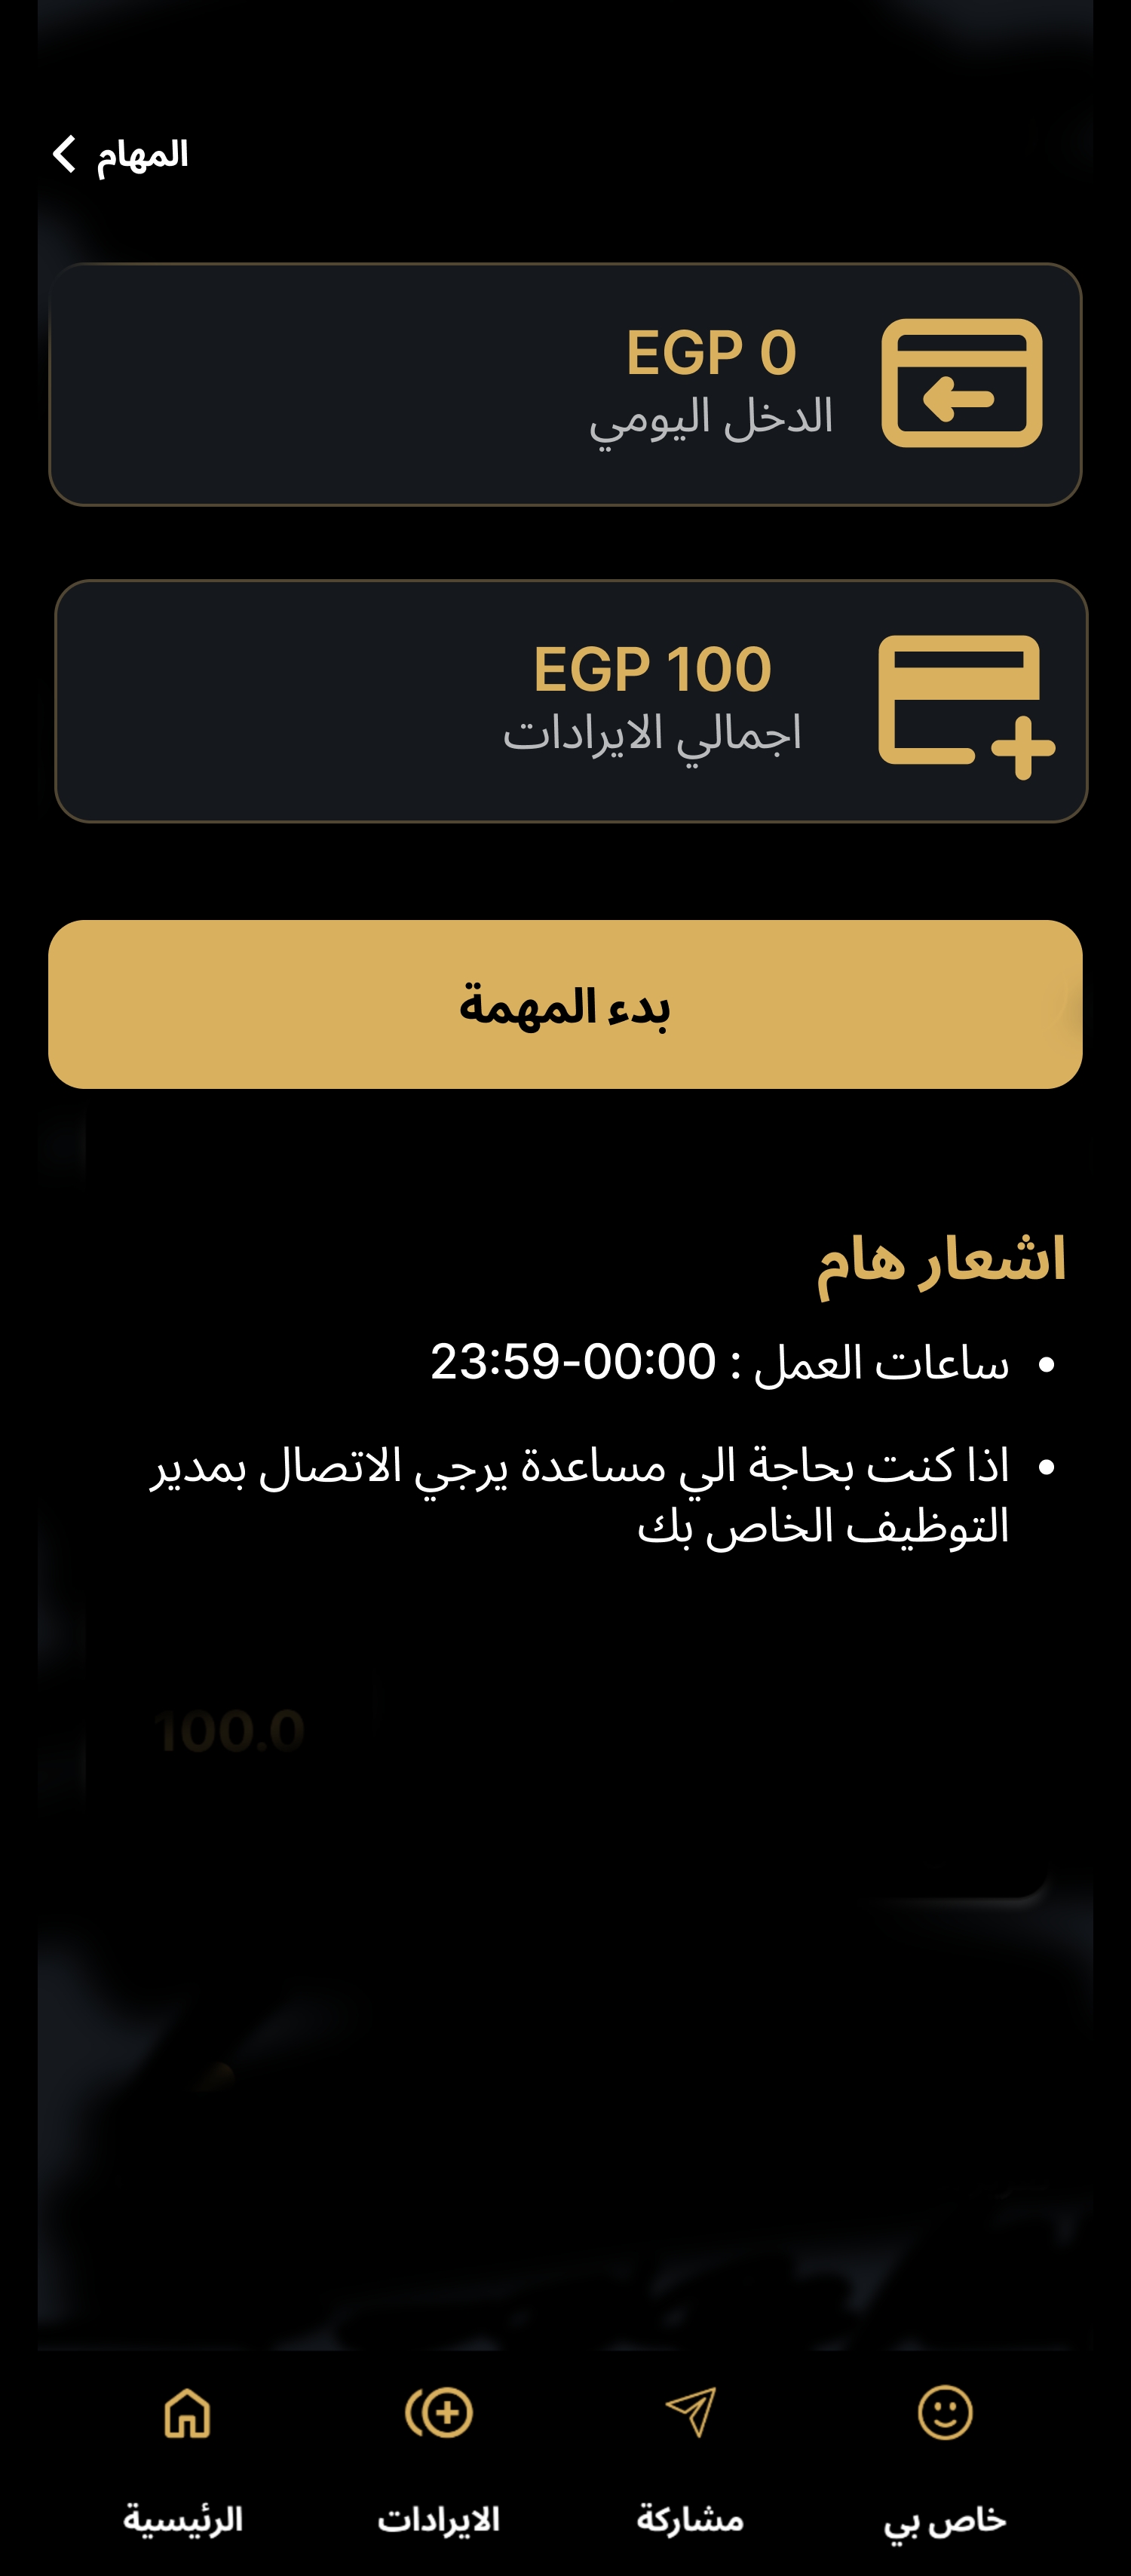 المهام
EGP 0
الدخل اليومي
EGP 100
اجمالي الايرادات
بدء المهمة
اشعار هام
ساعات العمل : 00:00-23:59
اذا كنت بحاجة الي مساعدة يرجي الاتصال بمدير
التوظيف الخاص بك
100.0
الرئيسية
الايرادات
مشاركة
خاص بي